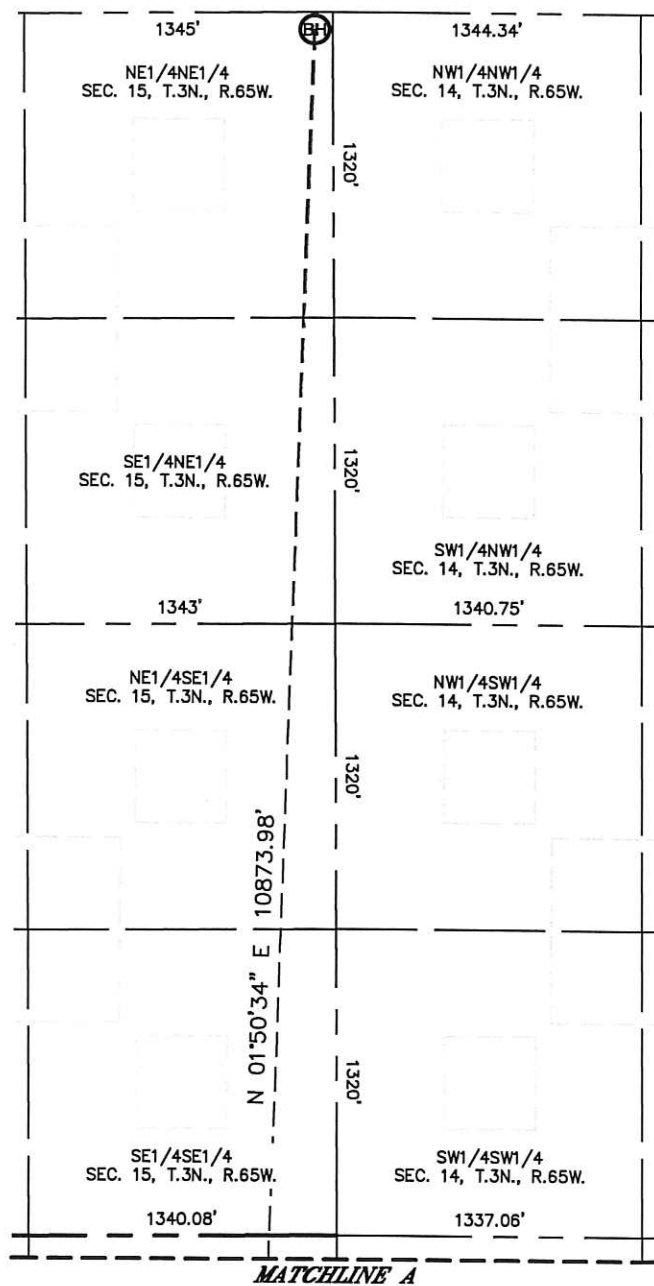 1345'
BH
1344.34'
NE1/4NE1/4
SEC. 15, T.3N., R.65W.
NW1/4NW1/4
SEC. 14, T.3N., R.65W.
1320'
SE1/4NE1/4
SEC. 15, T.3N., R.65W.
1320'
SW1/4NW1/4
SEC. 14, T.3N., R.65W.
1343'
1340.75'
NE1/4SE1/4
SEC. 15, T.3N., R.65W.
NW1/4SW1/4
SEC. 14, T.3N., R.65W.
1320'
N 01°50'34" E 10873.98'
1320'
SE1/4SE1/4
SEC. 15, T.3N., R.65W.
SW1/4SW1/4
SEC. 14, T.3N., R.65W.
1340.08'
1337.06'
MATCHLINE A